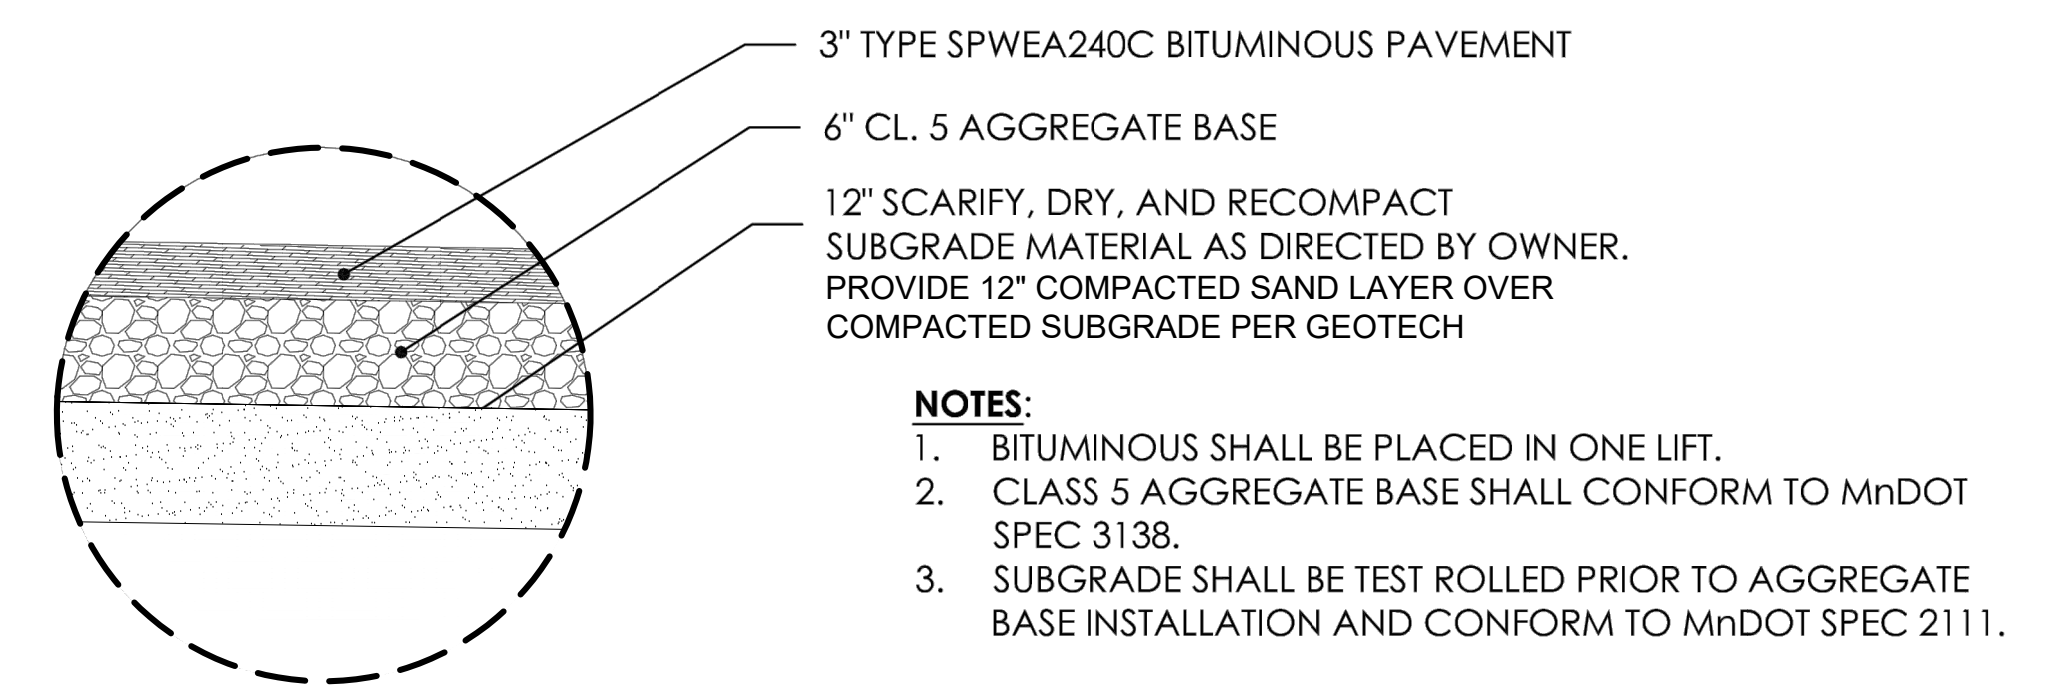 3" TYPE SPWEA240C BITUMINOUS PAVEMENT
6" CL. 5 AGGREGATE BASE
12" SCARIFY, DRY, AND RECOMPACT
SUBGRADE MATERIAL AS DIRECTED BY OWNER.
PROVIDE 12" COMPACTED SAND LAYER OVER
COMPACTED SUBGRADE PER GEOTECH
NOTES:
1. BITUMINOUS SHALL BE PLACED IN ONE LIFT.
2. CLASS 5 AGGREGATE BASE SHALL CONFORM TO MnDOT
SPEC 3138.
3. SUBGRADE SHALL BE TEST ROLLED PRIOR TO AGGREGATE
BASE INSTALLATION AND CONFORM TO MnDOT SPEC 2111.